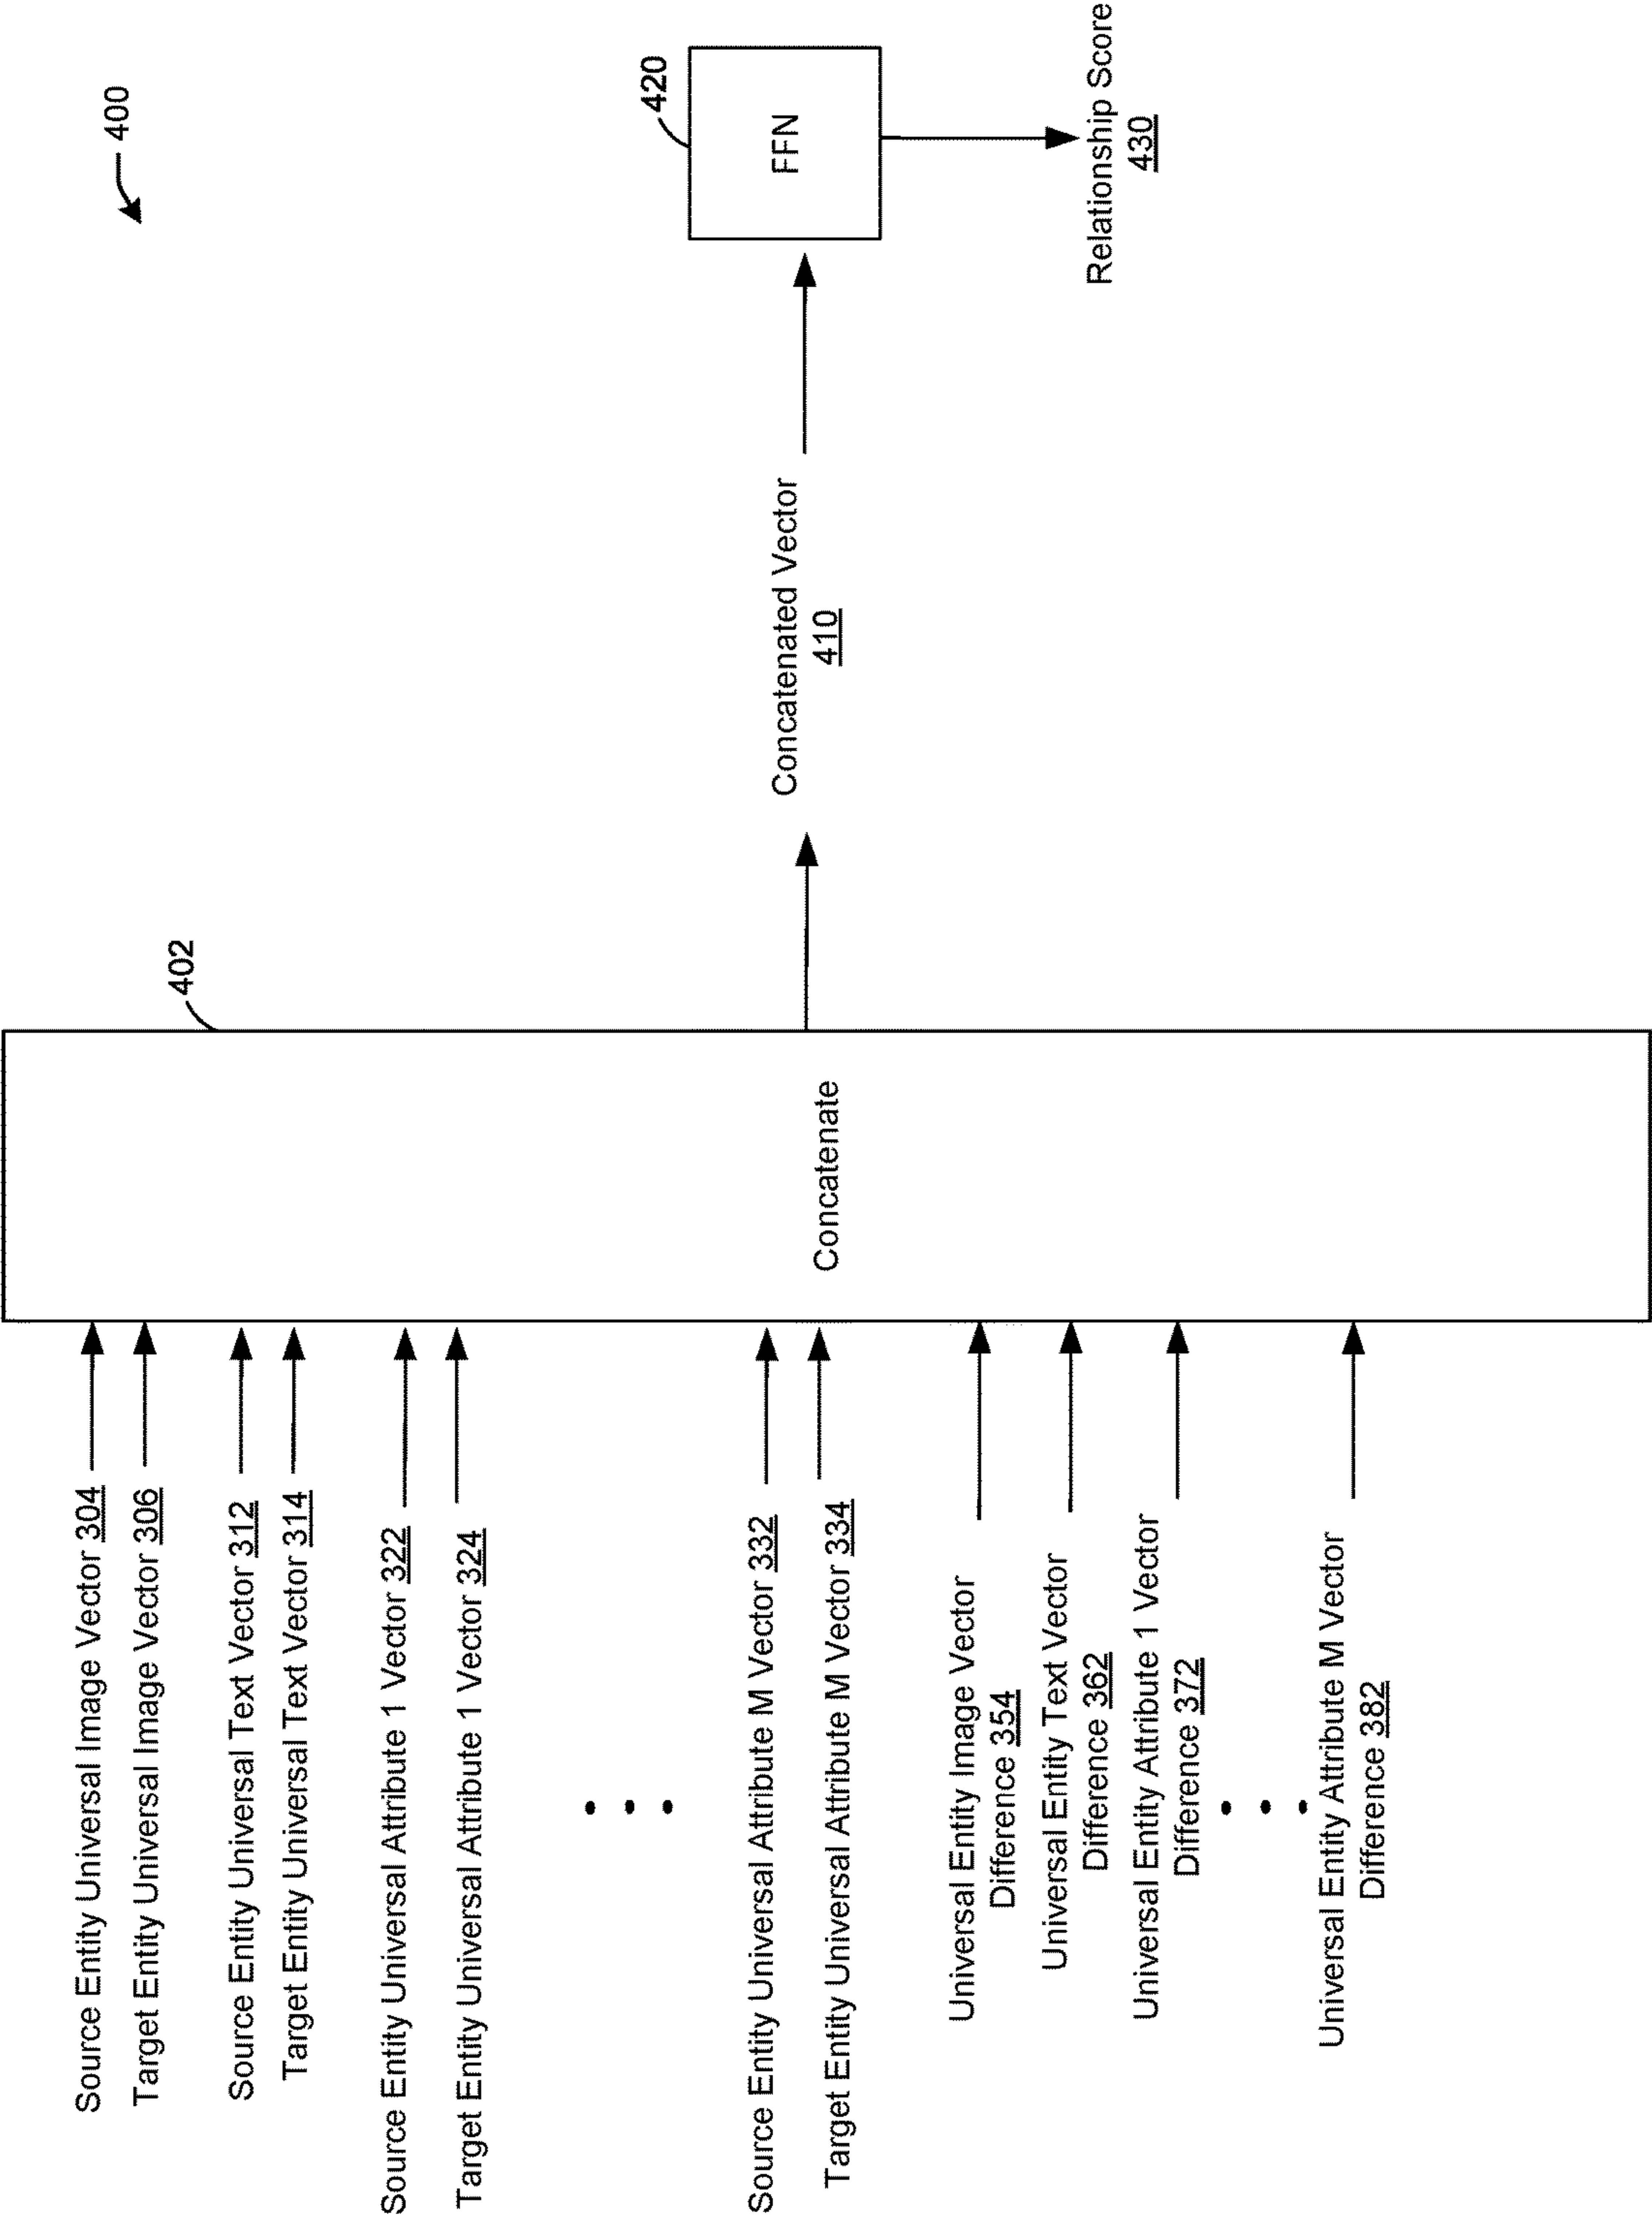 400
Source Entity Universal Image Vector 304
Target Entity Universal Image Vector 306
Source Entity Universal Text Vector 312
Target Entity Universal Text Vector 314
Source Entity Universal Attribute 1 Vector 322
Target Entity Universal Attribute 1 Vector 324
Source Entity Universal Attribute M Vector 332
Target Entity Universal Attribute M Vector 334
Universal Entity Image Vector
Difference 354
Universal Entity Text Vector
Difference 362
Universal Entity Attribute 1 Vector
Difference 372
Universal Entity Attribute M Vector
Difference 382
402
Concatenate
Concatenated Vector
410
420
FFN
Relationship Score
430